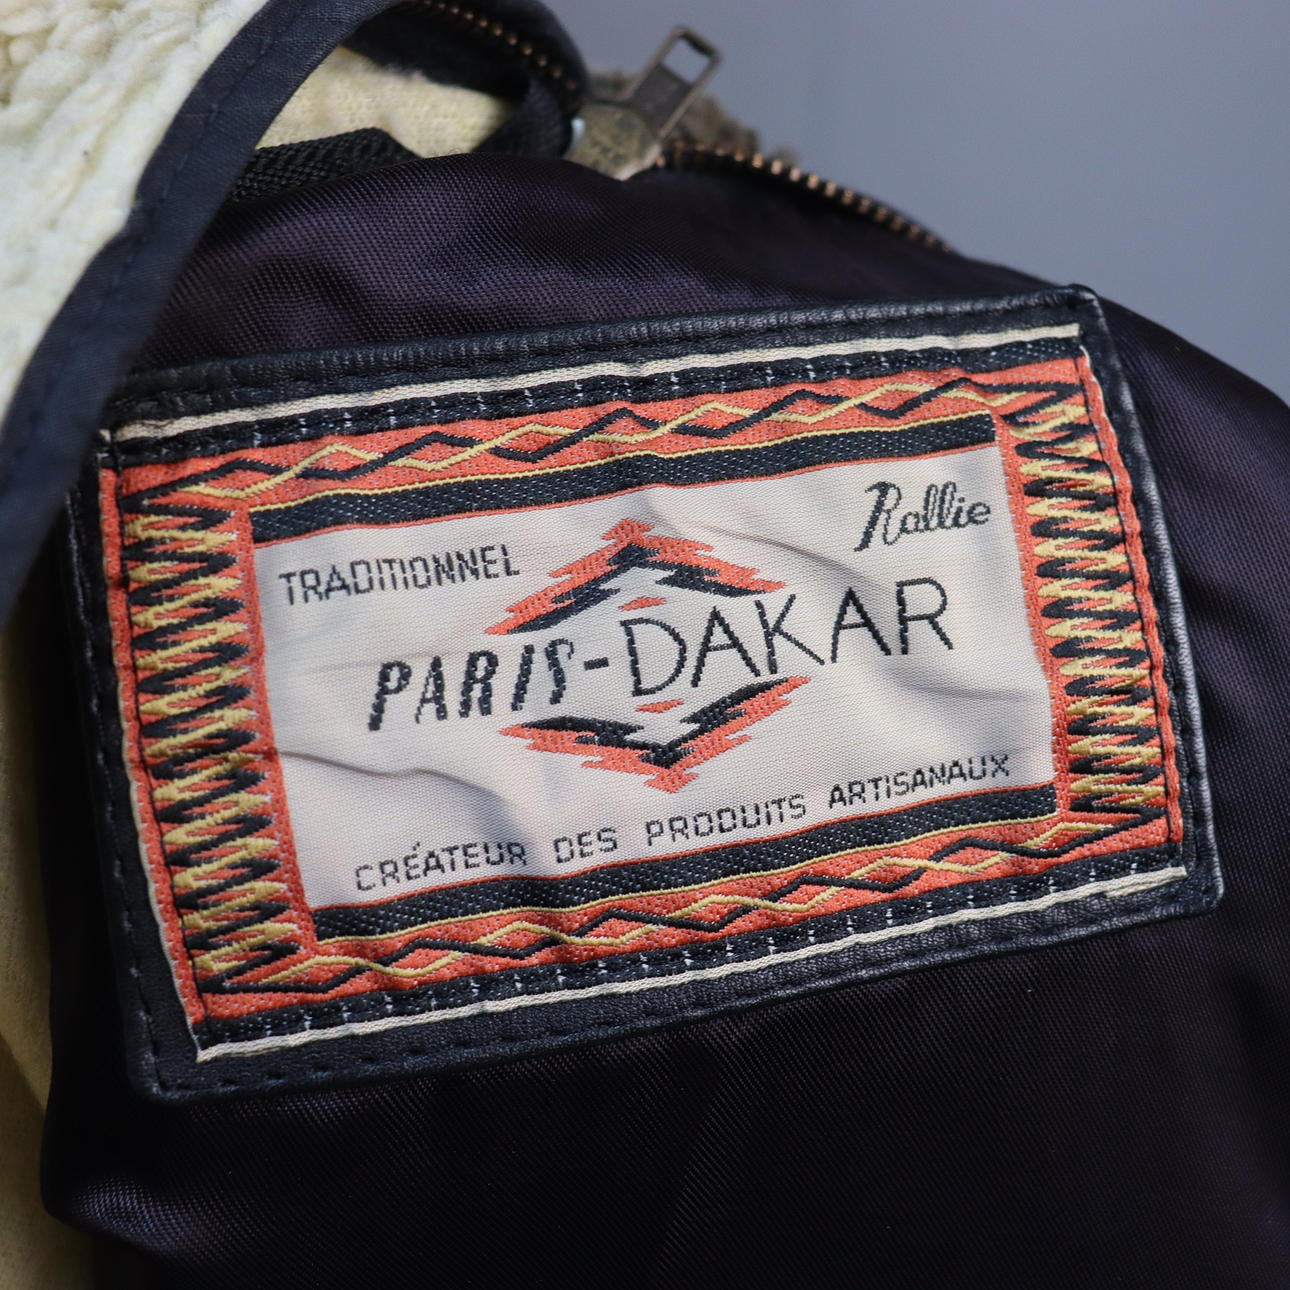 Rallie
TRADITIONNEL
PARIS-DAKAR
CRÉATEUR DES PRODUITS ARTISANAUX